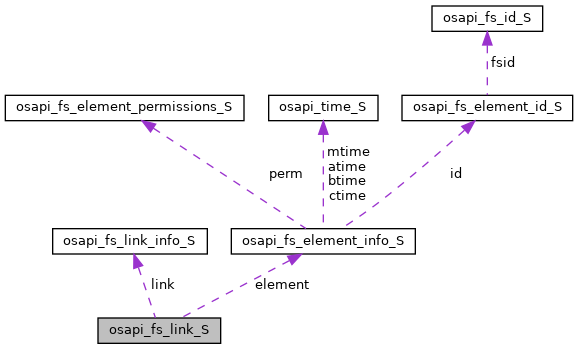 osapi_fs_id_S
fsid
osapi_fs_element_permissions_S
osapi_time_S
osapi_fs_element_id_S
perm
mtime
atime
btime
ctime
id
osapi_fs_link_info_S
osapi_fs_element_info_S
link
element
osapi_fs_link_S